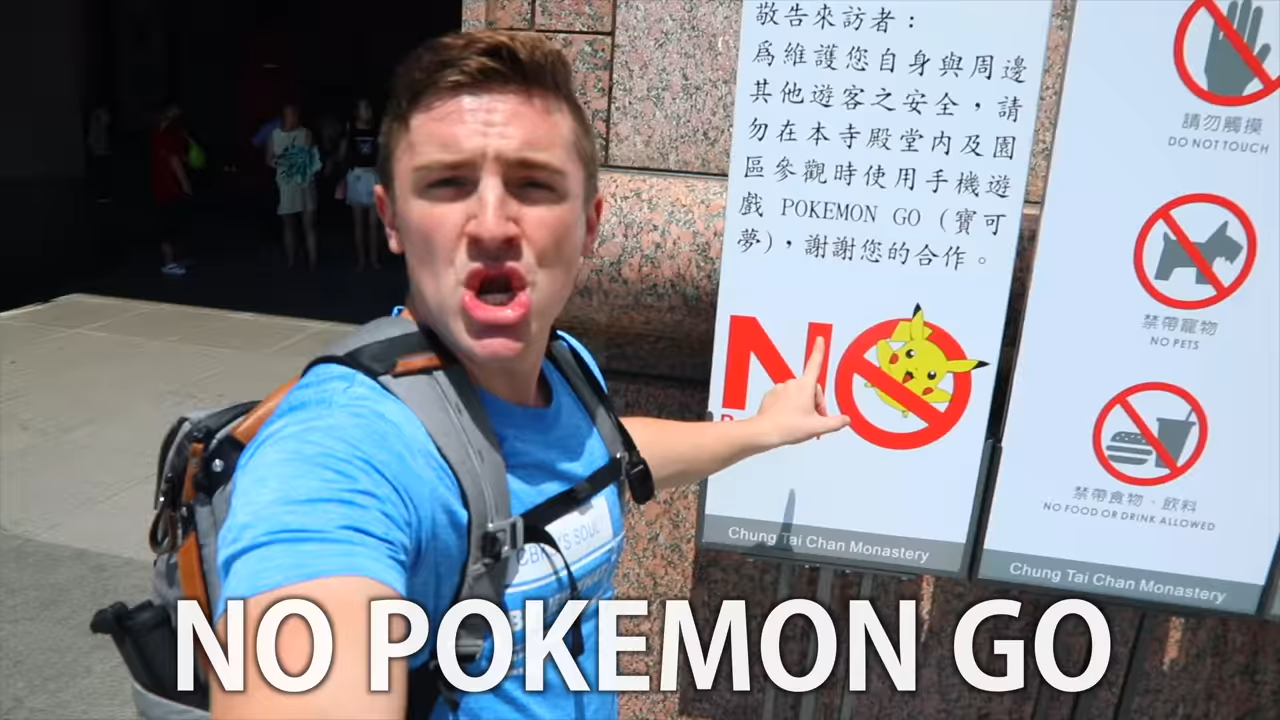 敬告來訪者：
爲維護您自身與周邊
其他遊客之安全，請
勿在本寺殿堂內及園
區參觀時使用手機遊
戲 POKEMON GO (寶可
夢)，謝謝您的合作。
NO
Chung Tai Chan Monastery
請勿觸摸
DO NOT TOUCH
禁帶寵物
NO PETS
禁帶食物、飲料
NO FOOD OR DRINK ALLOWED
Chung Tai Chan Monastery
NO POKEMON GO